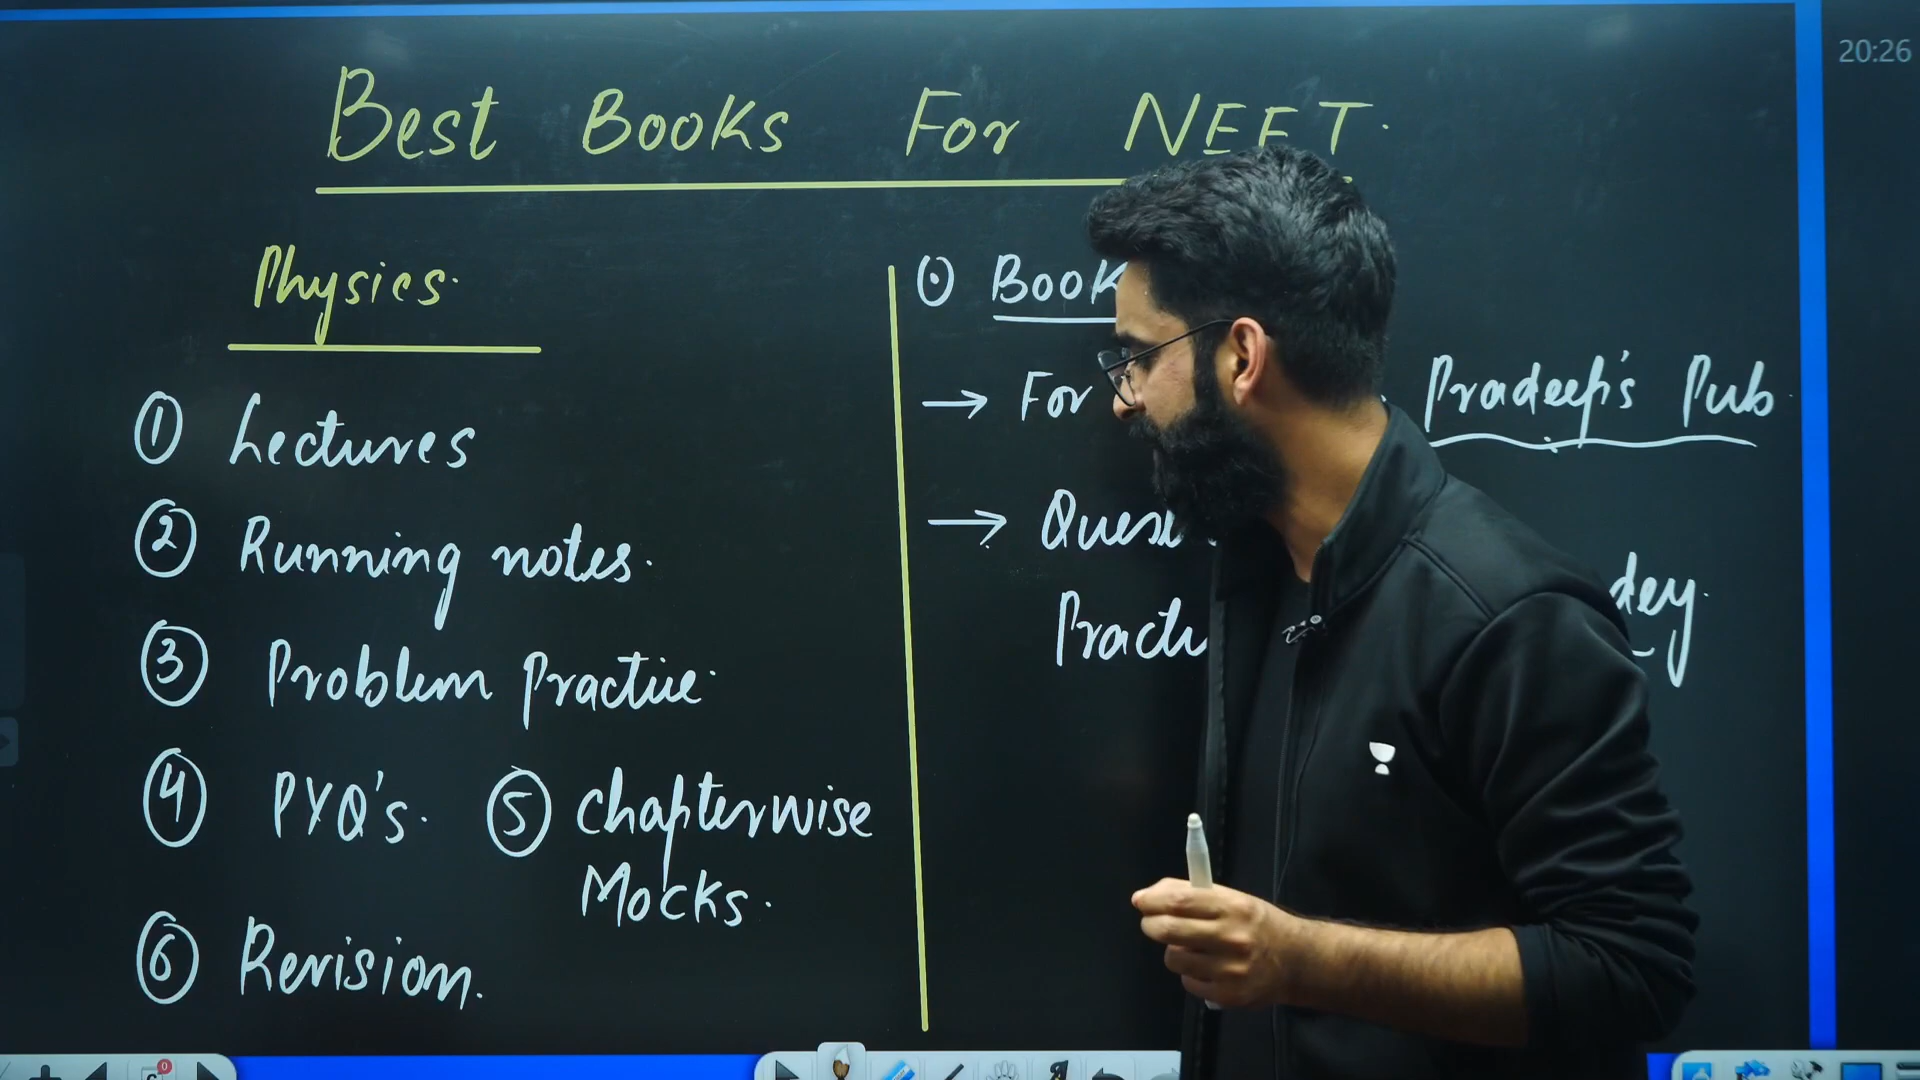 20:26
Best Books For NEET.
Physics.
① Lectures
② Running notes.
③ Problem Practice.
④ PYQ's. ⑤ Chapterwise
Mocks.
⑥ Revision.
Book
→ For Pradeep's Pub.
→
0